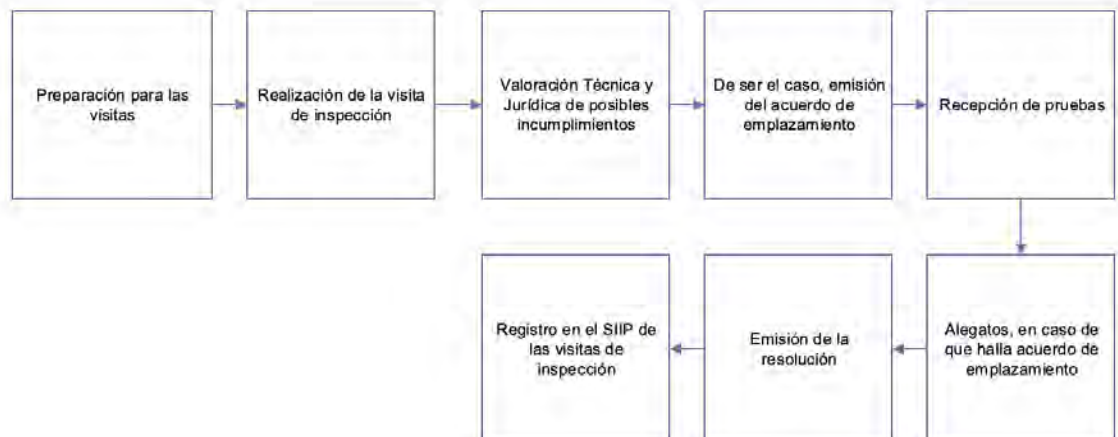 Preparación para las
visitas
Realización de la visita
de inspección
Valoración Técnica y
Jurídica de posibles
incumplimientos
De ser el caso, emisión
del acuerdo de
emplazamiento
Recepción de pruebas
Alegatos, en caso de
que halla acuerdo de
emplazamiento
Emisión de la
resolución
Registro en el SIIP de
las visitas de
inspección